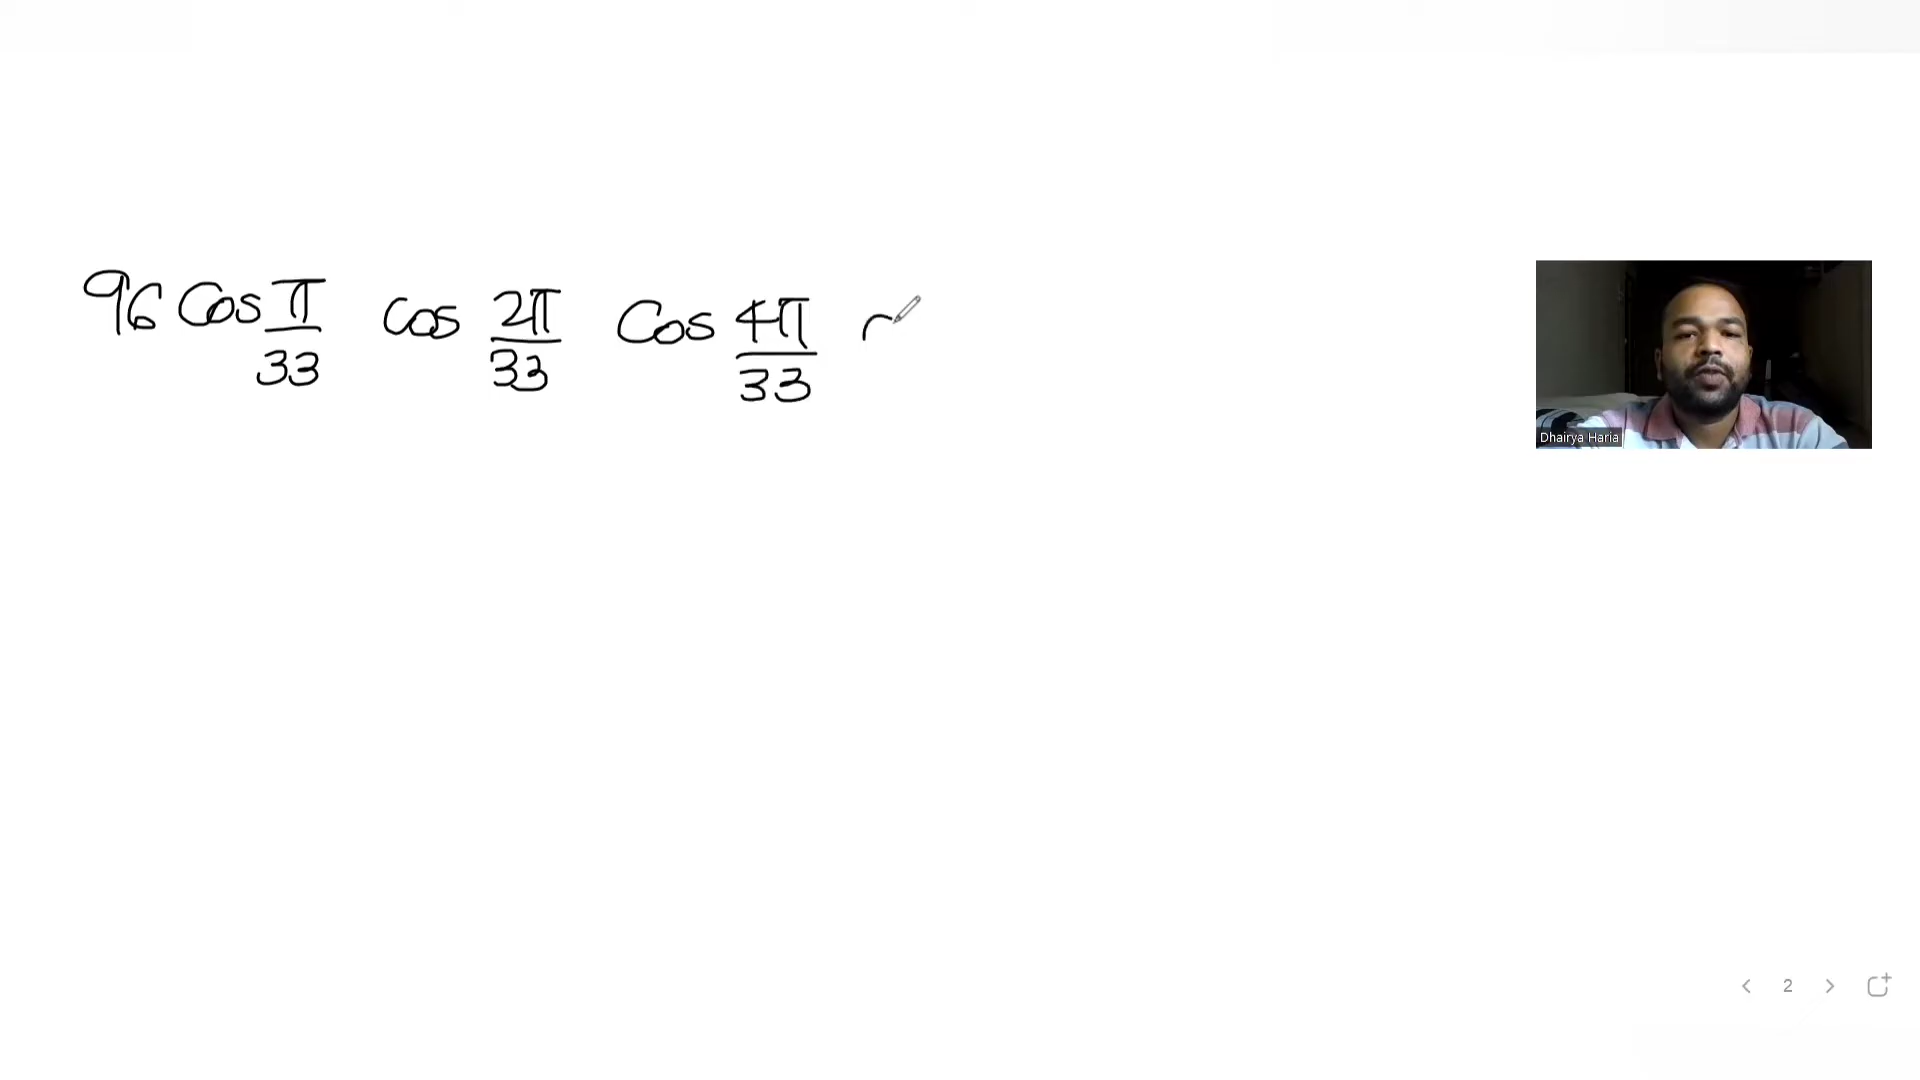 96 Cos π/33 cos 2π/33 Cos 4π/33
Dhairya Haria
2